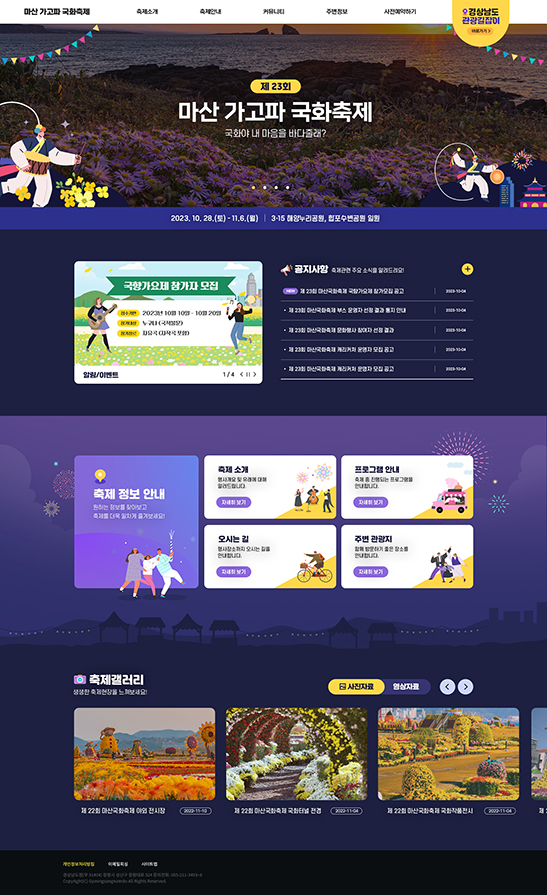 마산 가고파 국화축제
축제소개
축제안내
커뮤니티
주변정보
사전예약하기
경상남도
관광길잡이
바로가기 >
제 23회
마산 가고파 국화축제
국화야 내 마음을 바다줄래?
2023. 10. 28.(토) - 11.6.(월) | 3·15 해양누리공원, 합포수변공원 일원
국향가요제 참가자 모집
접수기한 2023년 10월 10일 - 10월 20일
참가대상 누구나 (국적불문)
참가장르 자유곡 (자작곡 포함)
알림/이벤트
1 / 4
공지사항 축제관련 주요 소식을 알려드려요!
NEW 제 23회 마산국화축제 국향가요제 참가모집 공고 2023-10-04
· 제 23회 마산국화축제 부스 운영자 선정 결과 통지 안내 2023-10-04
· 제 23회 마산국화축제 문화행사 참여자 선정 결과 2023-10-04
· 제 23회 마산국화축제 캐리커처 운영자 모집 공고 2023-10-04
· 제 23회 마산국화축제 캐리커처 운영자 모집 공고 2023-10-04
축제 정보 안내
원하는 정보를 찾아보고
축제를 더욱 알차게 즐겨보세요!
축제 소개
행사개요 및 유래에 대해
알려드립니다.
자세히 보기
프로그램 안내
축제 중 진행되는 프로그램을
안내합니다.
자세히 보기
오시는 길
행사장소까지 오시는 길을
안내합니다.
자세히 보기
주변 관광지
함께 방문하기 좋은 장소를
안내합니다.
자세히 보기
축제갤러리
생생한 축제현장을 느껴보세요!
사진자료
영상자료
제 22회 마산국화축제 야외 전시장 2022-11-10
제 22회 마산국화축제 국화터널 전경 2022-11-04
제 22회 마산국화축제 국화작품전시 2022-11-04
제 2
개인정보처리방침
이메일회심
사이트맵